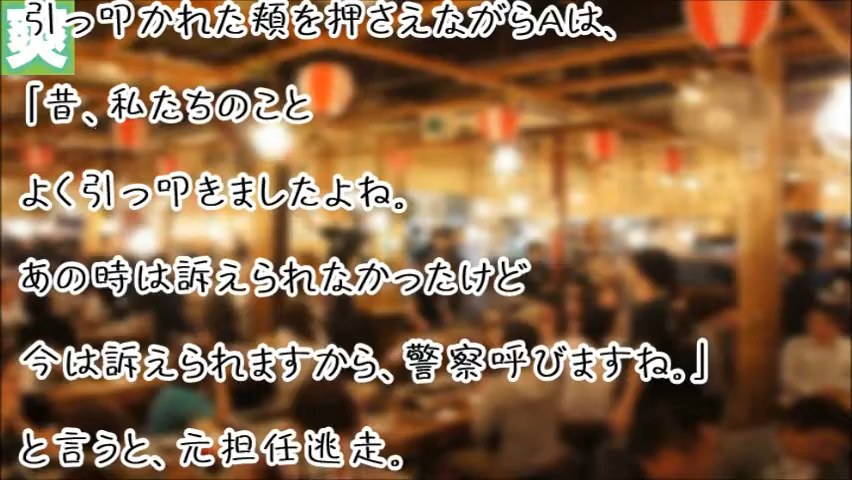 爽
引っ叩かれた頬を押さえながらAは、
「昔、私たちのこと
よく引っ叩きましたよね。
あの時は訴えられなかったけど
今は訴えられますから、警察呼びますね。」
と言うと、元担任逃走。